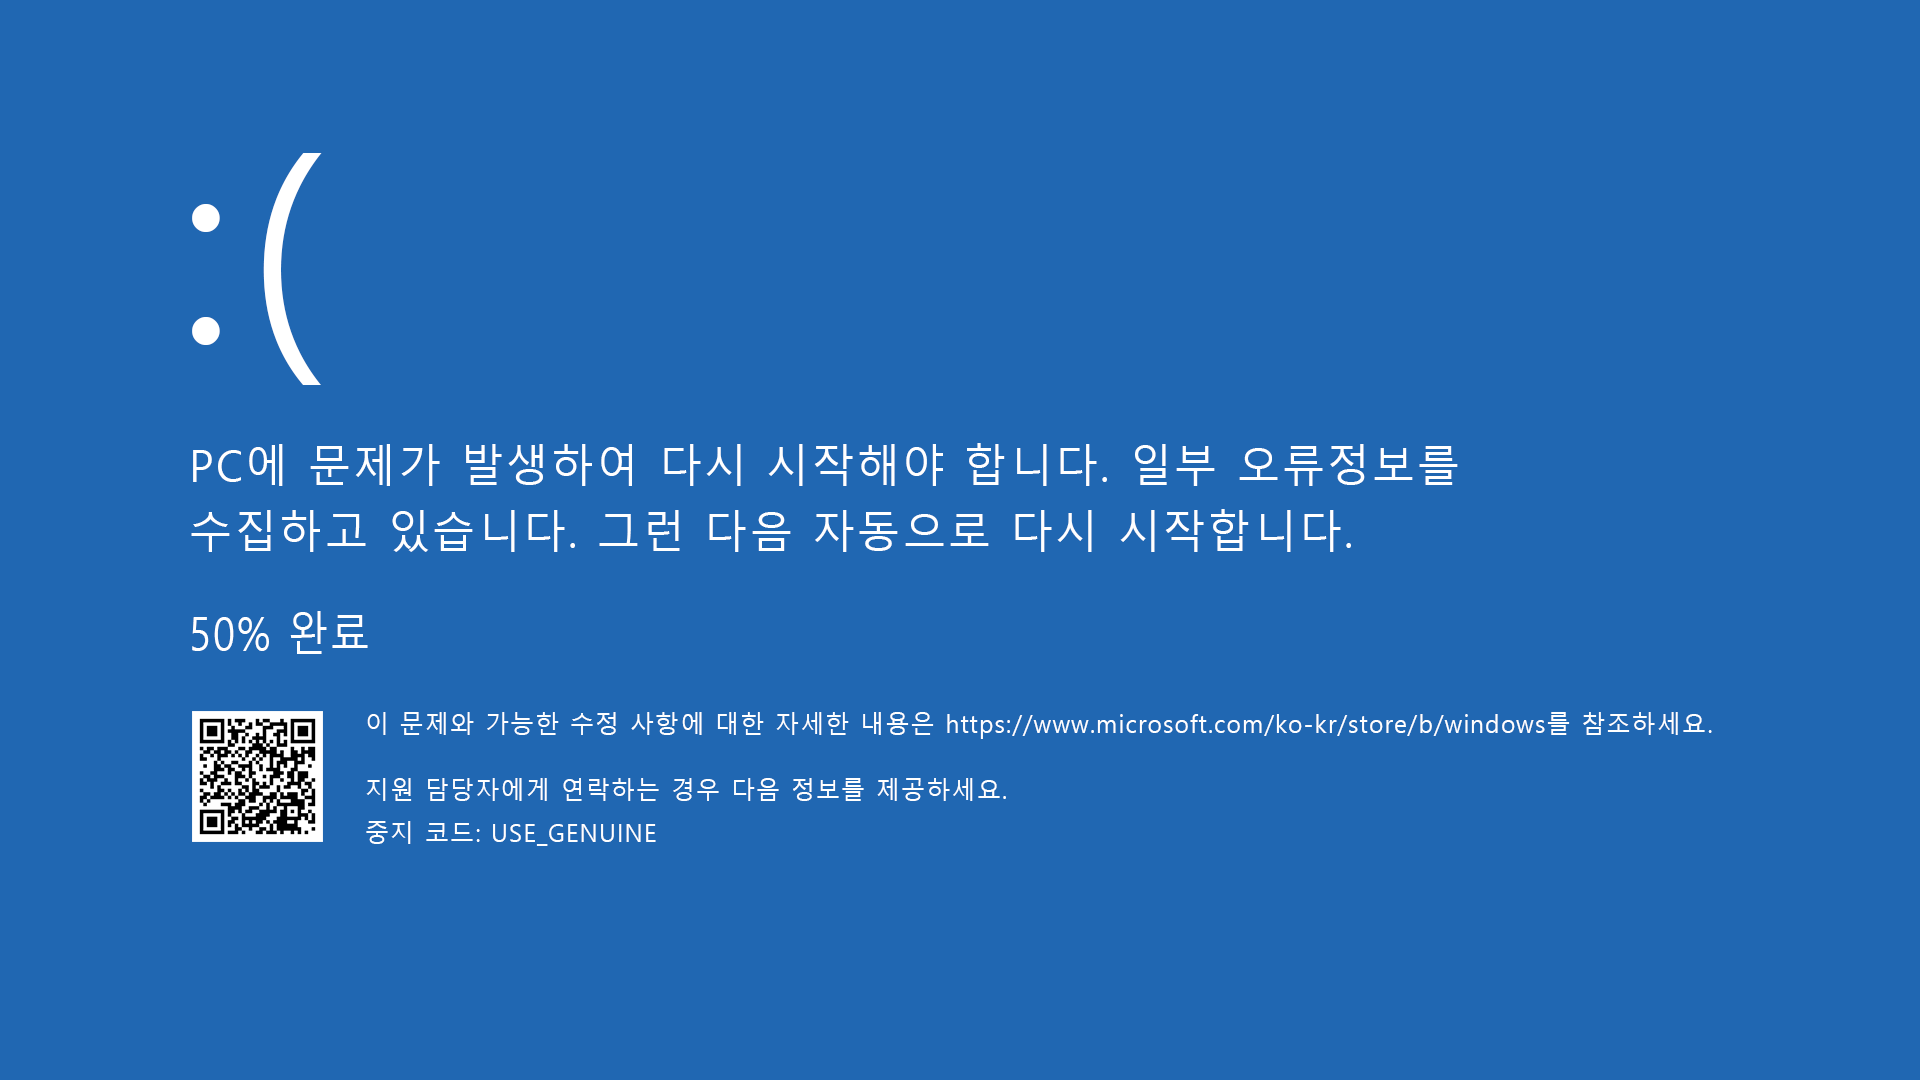 :(
PC에 문제가 발생하여 다시 시작해야 합니다. 일부 오류정보를
수집하고 있습니다. 그런 다음 자동으로 다시 시작합니다.
50% 완료
이 문제와 가능한 수정 사항에 대한 자세한 내용은 https://www.microsoft.com/ko-kr/store/b/windows를 참조하세요.
지원 담당자에게 연락하는 경우 다음 정보를 제공하세요.
중지 코드: USE_GENUINE